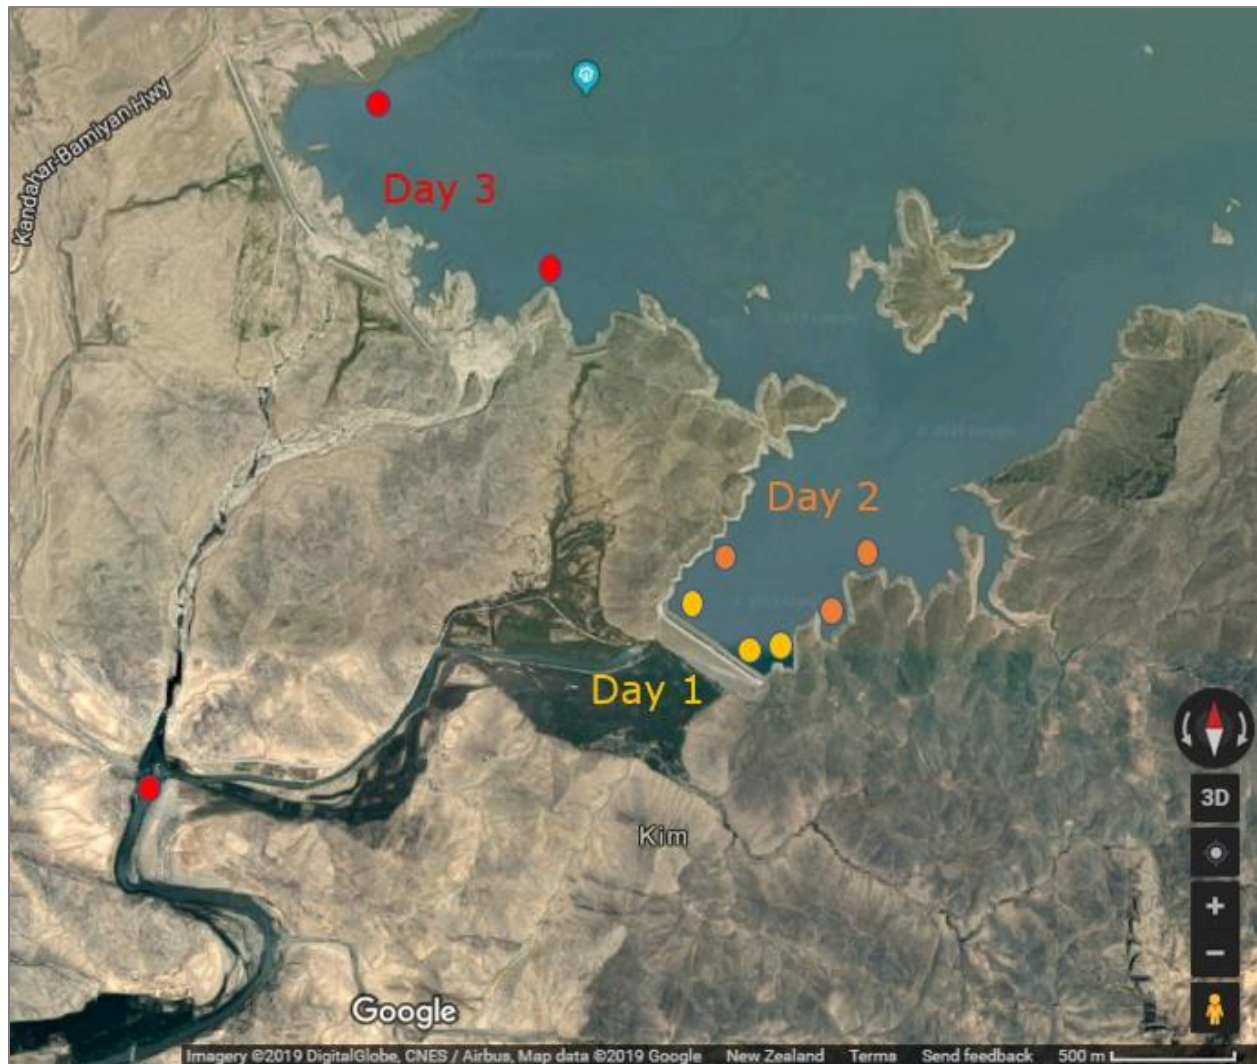 Kandahar-Bamiyan Hwy
Day 3
Day 2
Day 1
Kim
3D
+
−
Google
Imagery ©2019 DigitalGlobe, CNES / Airbus, Map data ©2019 Google New Zealand Terms Send feedback 500 m